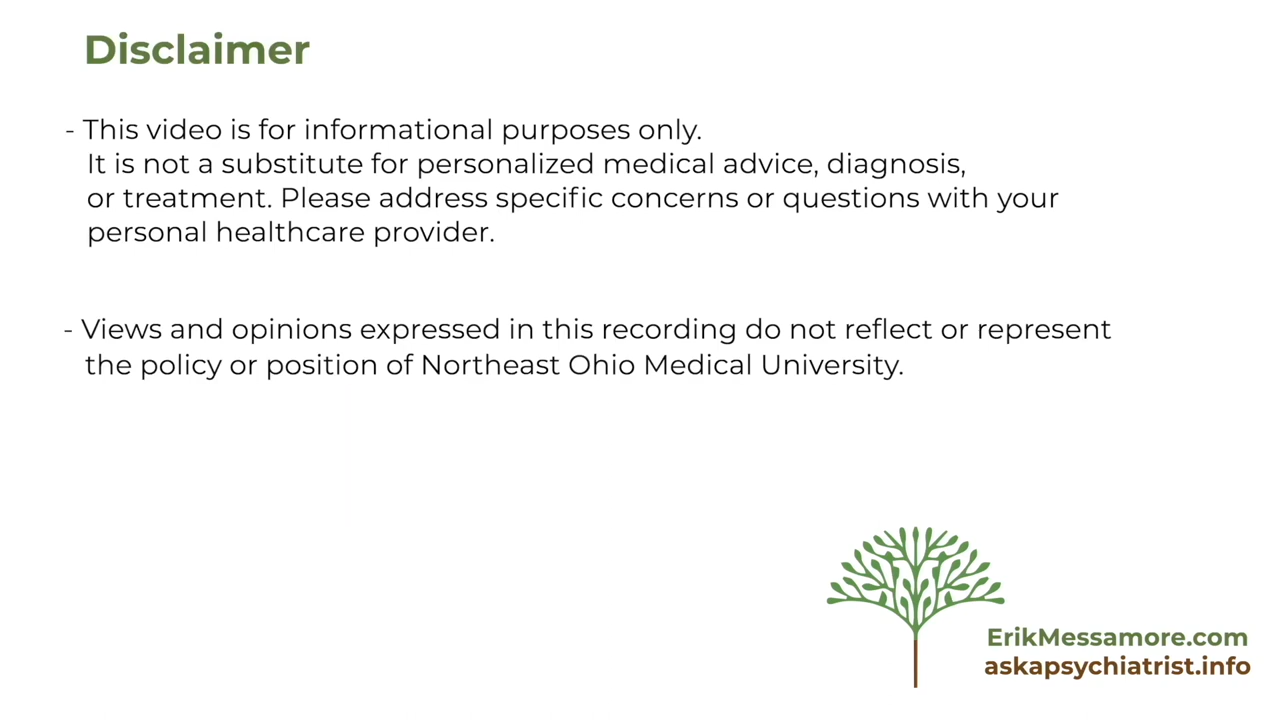 Disclaimer
- This video is for informational purposes only.
It is not a substitute for personalized medical advice, diagnosis,
or treatment. Please address specific concerns or questions with your
personal healthcare provider.
- Views and opinions expressed in this recording do not reflect or represent
the policy or position of Northeast Ohio Medical University.
ErikMessamore.com
askapsychiatrist.info